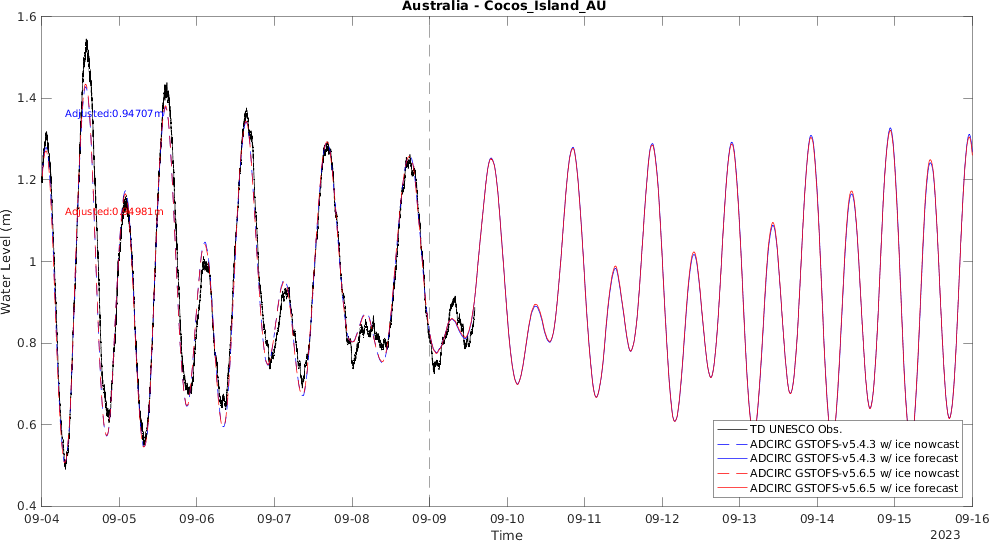 Australia - Cocos_Island_AU
1.6
1.4
1.2
1
0.8
0.6
0.4
Water Level (m)
Adjusted:0.94707m
TD UNESCO Obs.
ADCIRC GSTOFS-v5.4.3 w/ ice nowcast
ADCIRC GSTOFS-v5.4.3 w/ ice forecast
ADCIRC GSTOFS-v5.6.5 w/ ice nowcast
ADCIRC GSTOFS-v5.6.5 w/ ice forecast
09-04 09-05 09-06 09-07 09-08 09-09 09-10 09-11 09-12 09-13 09-14 09-15 09-16
Time
2023